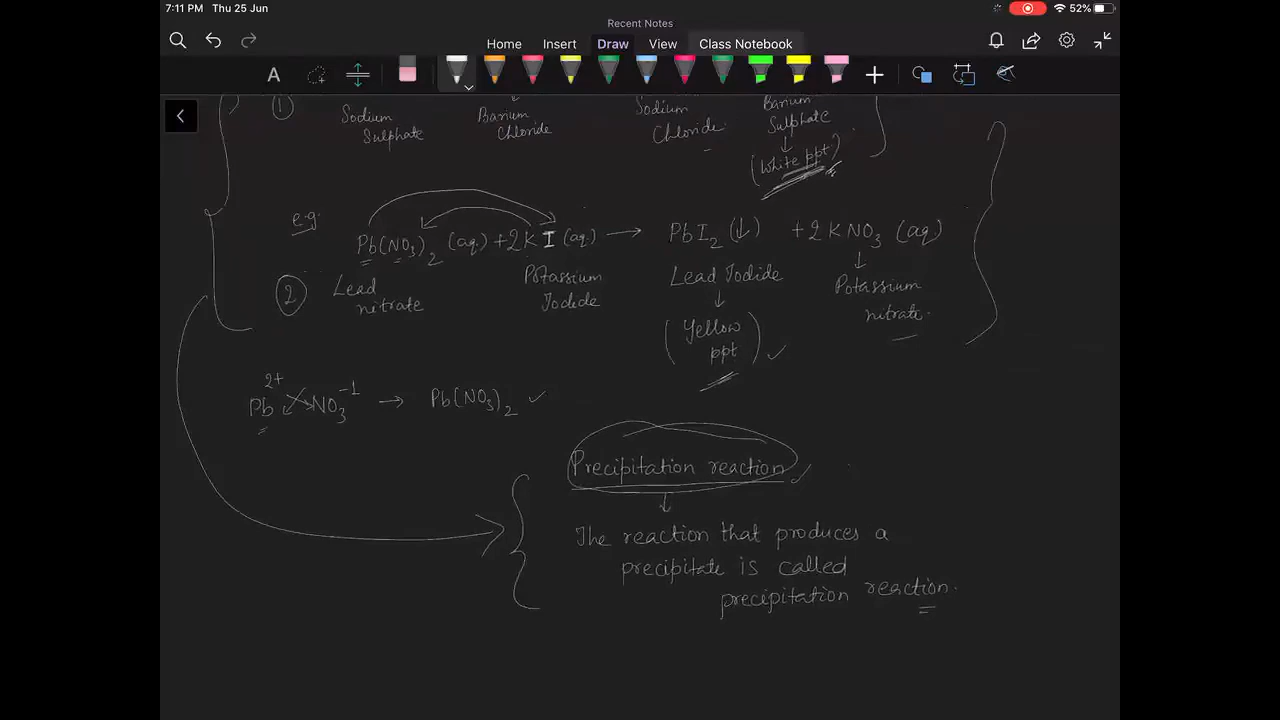 7:11 PM Thu 25 Jun
52%
Recent Notes
Home Insert Draw View Class Notebook
A
1
Sodium Sulphate
Barium Chloride
Sodium Chloride
Barium Sulphate
(White ppt)
e.g.
Pb(NO₃)₂ (aq) + 2KI (aq) → PbI₂ (↓) + 2KNO₃ (aq)
2
Lead nitrate
Potassium Iodide
Lead Iodide
Potassium nitrate.
(Yellow ppt)
Pb²⁺ NO₃⁻¹ → Pb(NO₃)₂ ✓
Precipitation reaction
↓
The reaction that produces a
precipitate is called
precipitation reaction.